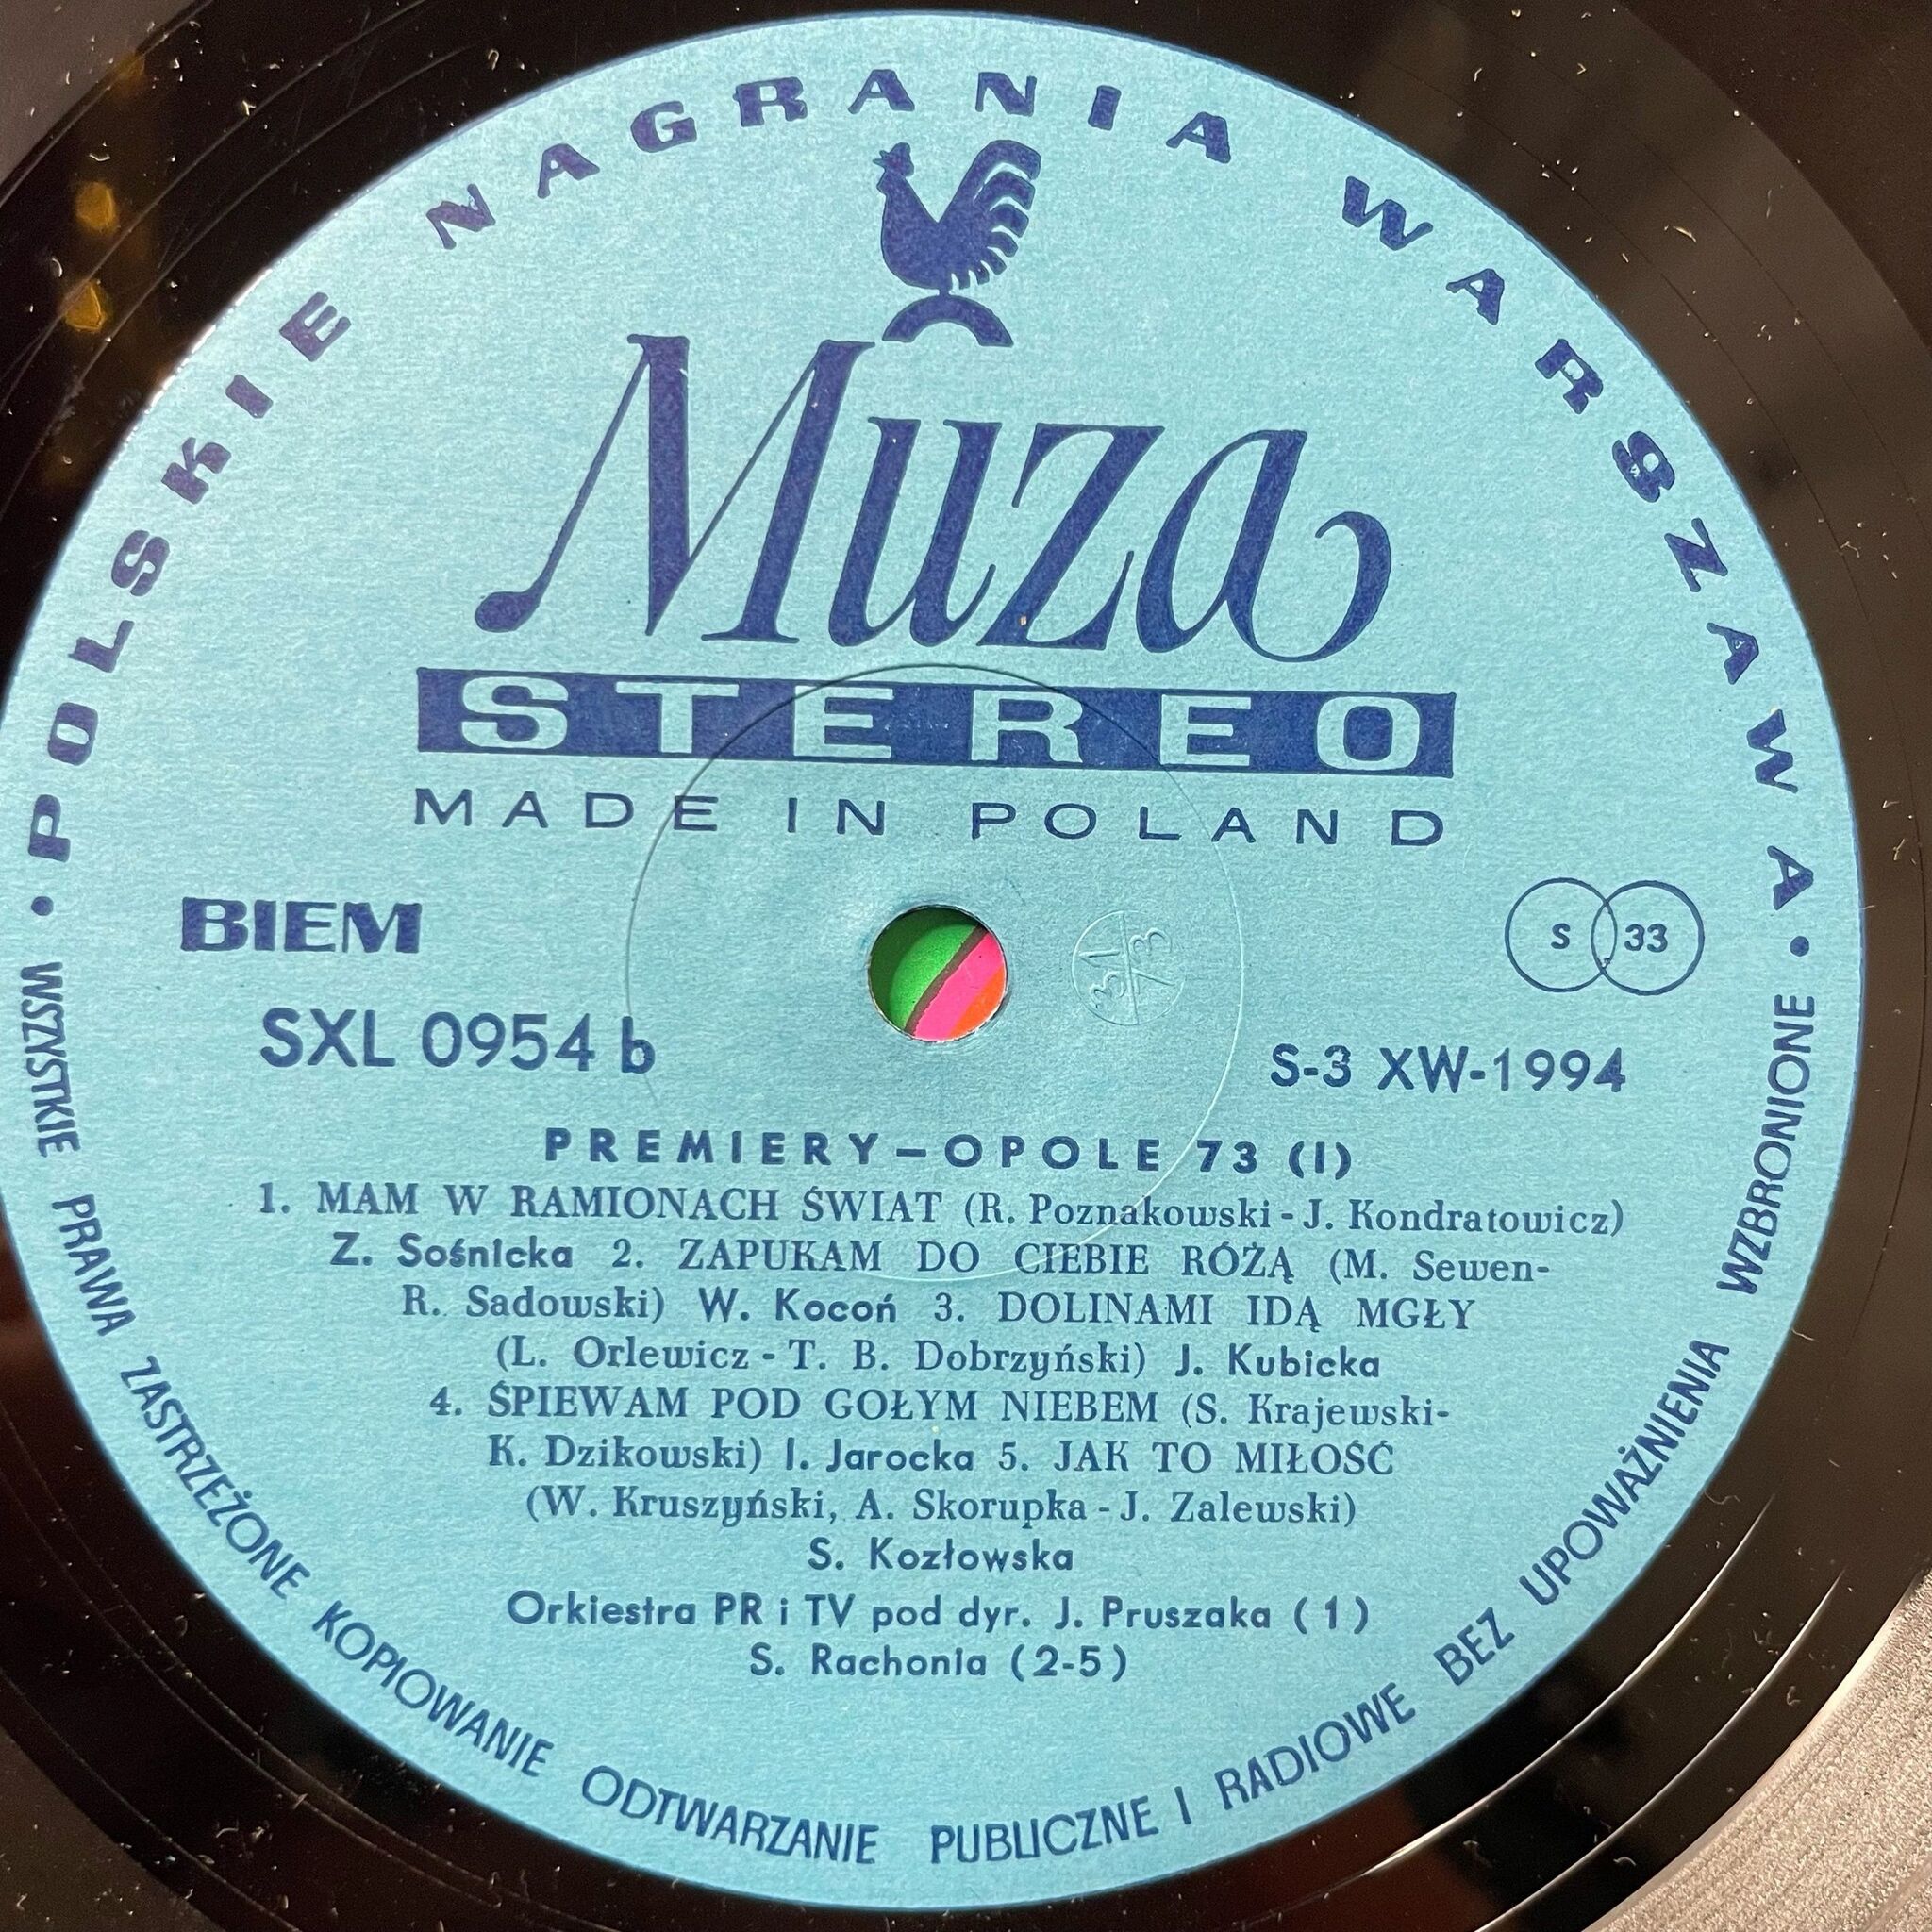 POLSKIE NAGRANIA WARSZAWA
Muza
STEREO
MADE IN POLAND
BIEM
S 33
33 1/3
SXL 0954 b
S-3 XW-1994
PREMIERY—OPOLE 73 (I)
1. MAM W RAMIONACH ŚWIAT (R. Poznakowski - J. Kondratowicz)
Z. Sośnicka 2. ZAPUKAM DO CIEBIE RÓŻĄ (M. Sewen-
R. Sadowski) W. Kocoń 3. DOLINAMI IDĄ MGŁY
(L. Orlewicz - T. B. Dobrzyński) J. Kubicka
4. ŚPIEWAM POD GOŁYM NIEBEM (S. Krajewski-
K. Dzikowski) I. Jarocka 5. JAK TO MIŁOŚĆ
(W. Kruszyński, A. Skorupka - J. Zalewski)
S. Kozłowska
Orkiestra PR i TV pod dyr. J. Pruszaka (1)
S. Rachonia (2-5)
• WSZYSTKIE PRAWA ZASTRZEŻONE KOPIOWANIE ODTWARZANIE PUBLICZNE I RADIOWE BEZ UPOWAŻNIENIA WZBRONIONE •